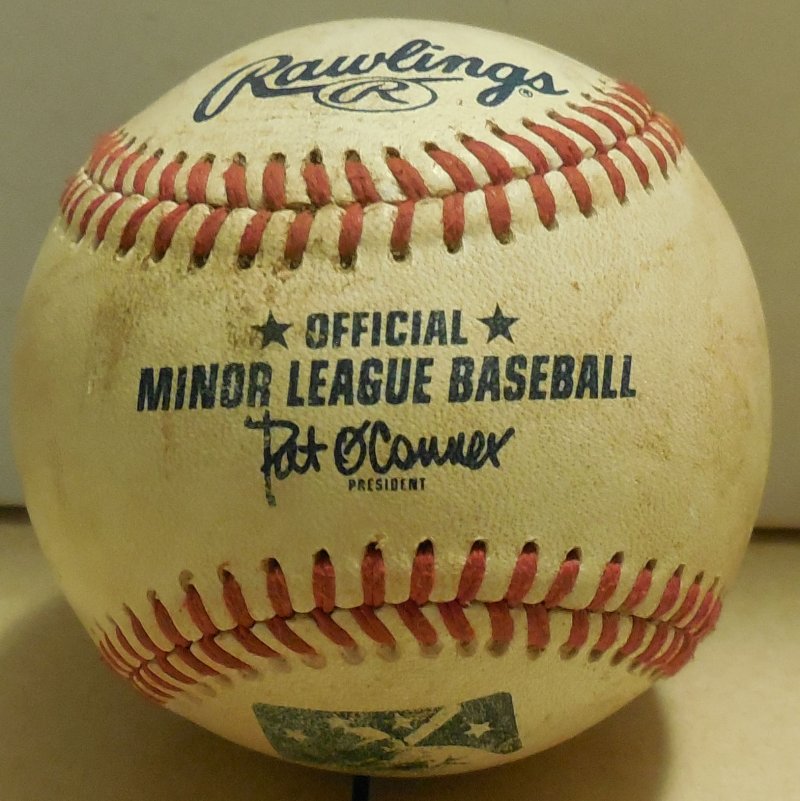 Rawlings®
R
★ OFFICIAL ★
MINOR LEAGUE BASEBALL
Pat O'Conner
PRESIDENT